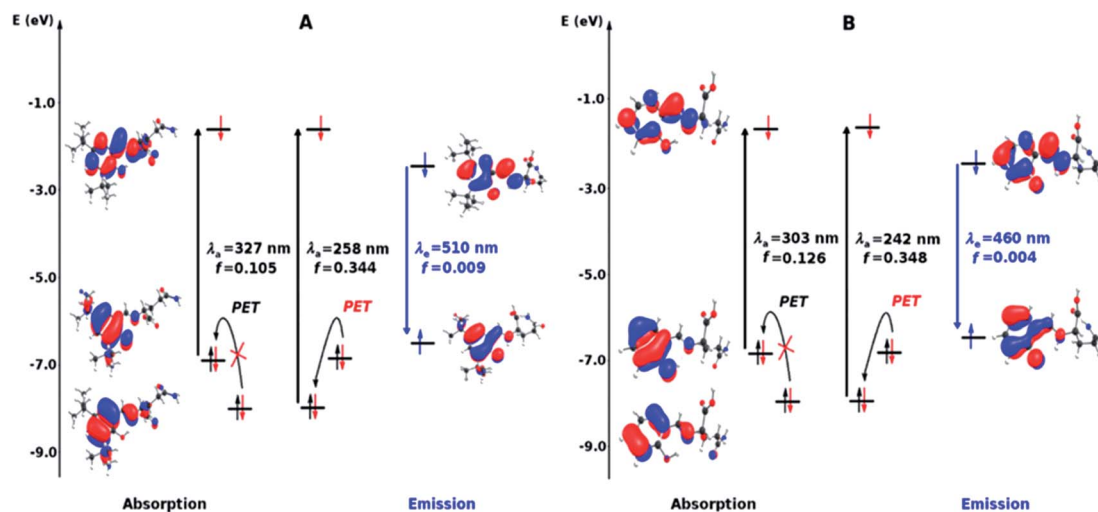 E (eV)
A
-1.0
-3.0
-5.0
-7.0
-9.0
λa=327 nm
f=0.105
λa=258 nm
f=0.344
λe=510 nm
f=0.009
PET
PET
Absorption
Emission
E (eV)
B
-1.0
-3.0
-5.0
-7.0
-9.0
λa=303 nm
f=0.126
λa=242 nm
f=0.348
λe=460 nm
f=0.004
PET
PET
Absorption
Emission